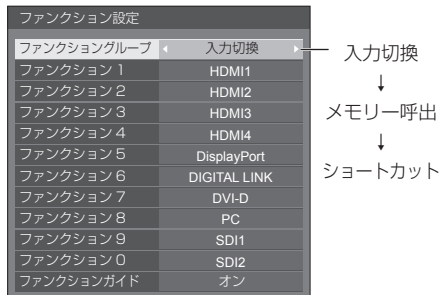 ファンクション設定
ファンクショングループ 入力切換
ファンクション 1 HDMI1
ファンクション 2 HDMI2
ファンクション 3 HDMI3
ファンクション 4 HDMI4
ファンクション 5 DisplayPort
ファンクション 6 DIGITAL LINK
ファンクション 7 DVI-D
ファンクション 8 PC
ファンクション 9 SDI1
ファンクション 0 SDI2
ファンクションガイド オン
入力切換
↓
メモリー呼出
↓
ショートカット